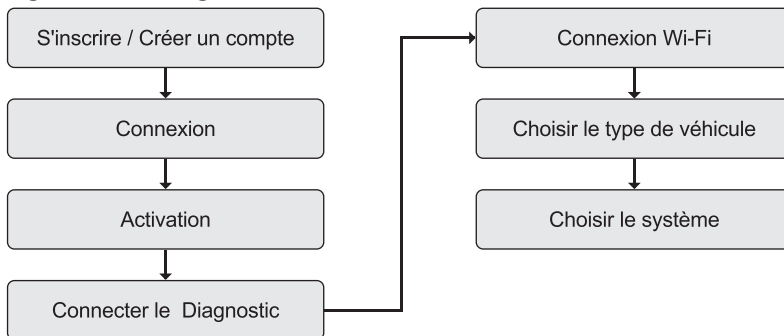 S'inscrire / Créer un compte
Connexion
Activation
Connecter le Diagnostic
Connexion Wi-Fi
Choisir le type de véhicule
Choisir le système